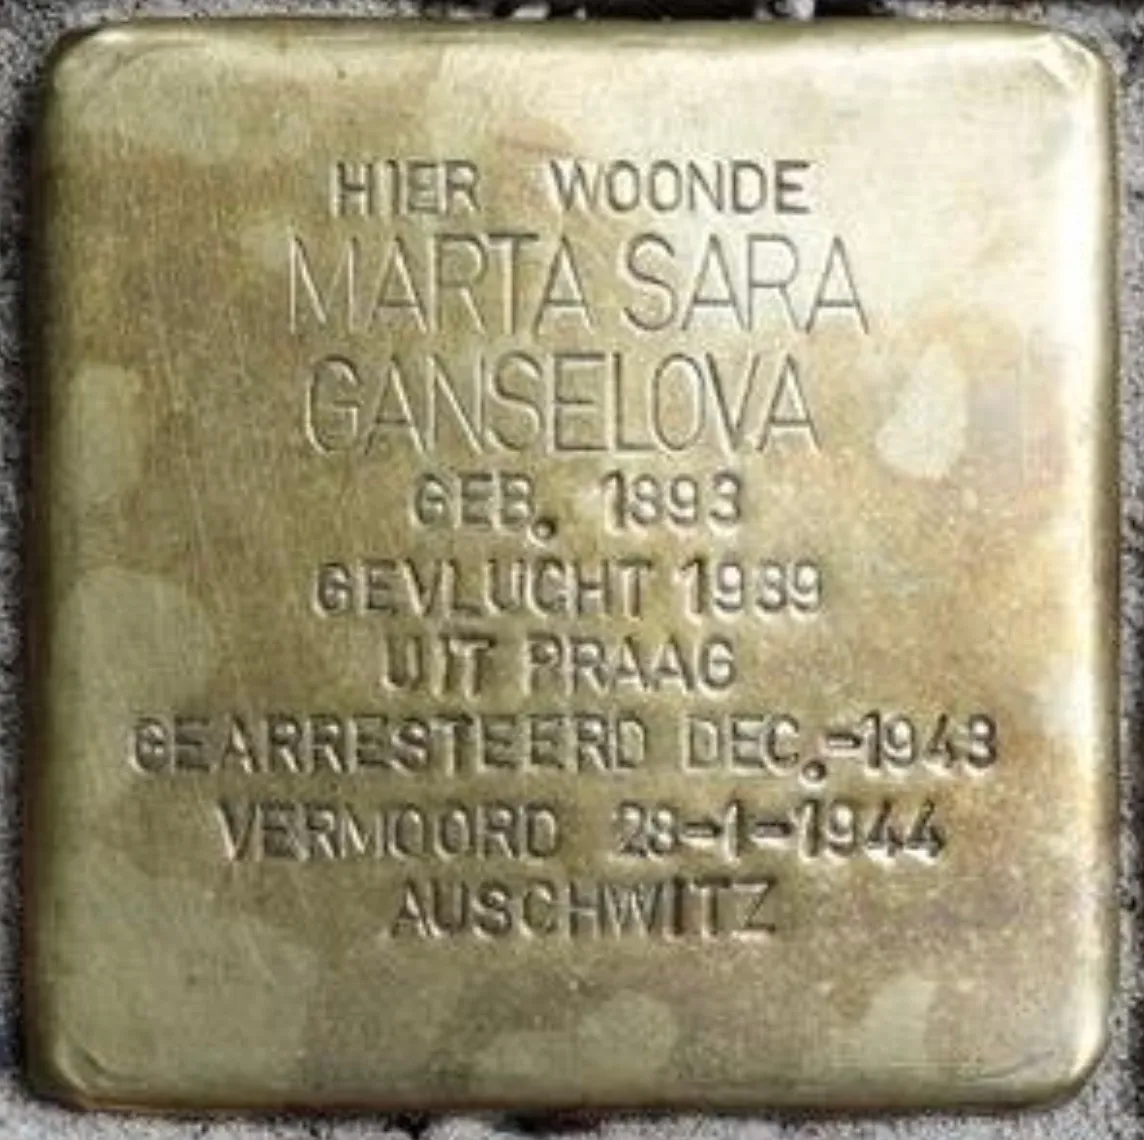 HIER WOONDE
MARTA SARA
GANSELOVA
GEB. 1893
GEVLUCHT 1939
UIT PRAAG
GEARRESTEERD DEC.-1943
VERMOORD 28-1-1944
AUSCHWITZ